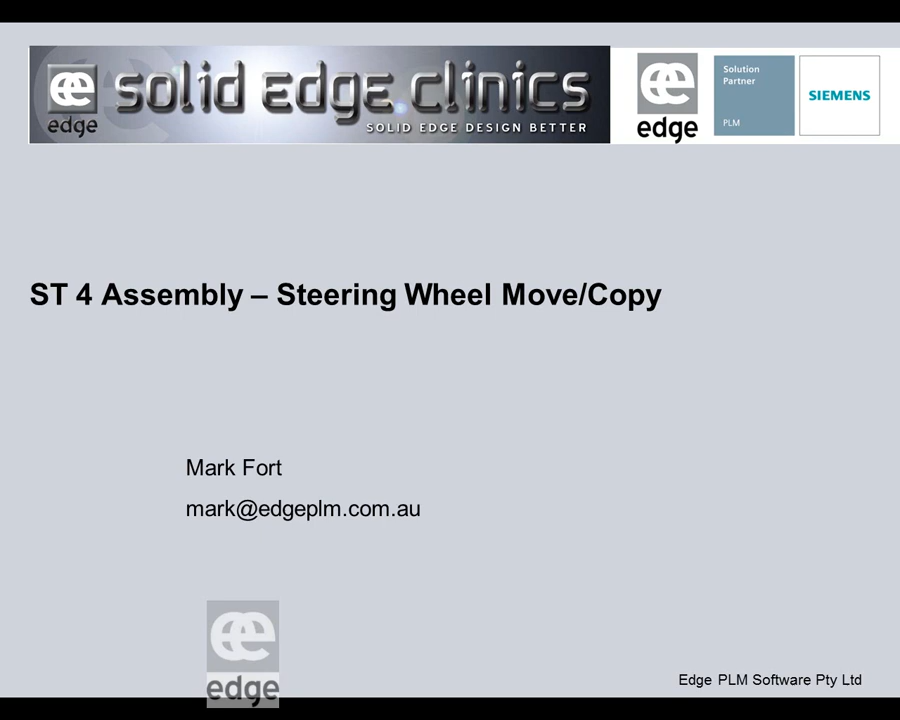 solid edge clinics
SOLID EDGE DESIGN BETTER
edge
edge
Solution
Partner
PLM
SIEMENS
ST 4 Assembly – Steering Wheel Move/Copy
Mark Fort
mark@edgeplm.com.au
edge
Edge PLM Software Pty Ltd